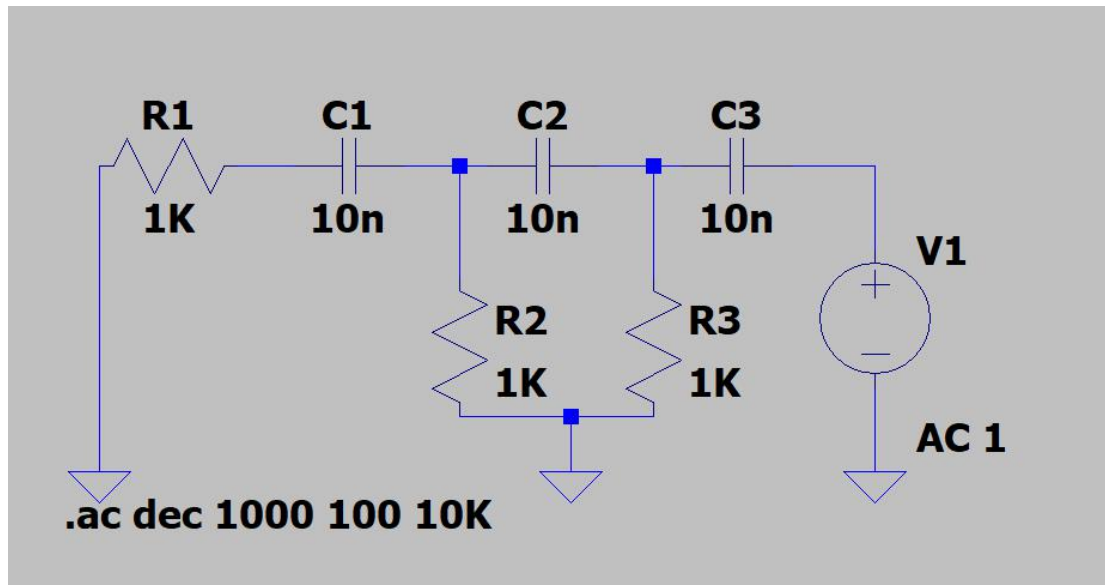 R1 C1 C2 C3
1K 10n 10n 10n
V1
R2 R3
1K 1K
AC 1
.ac dec 1000 100 10K